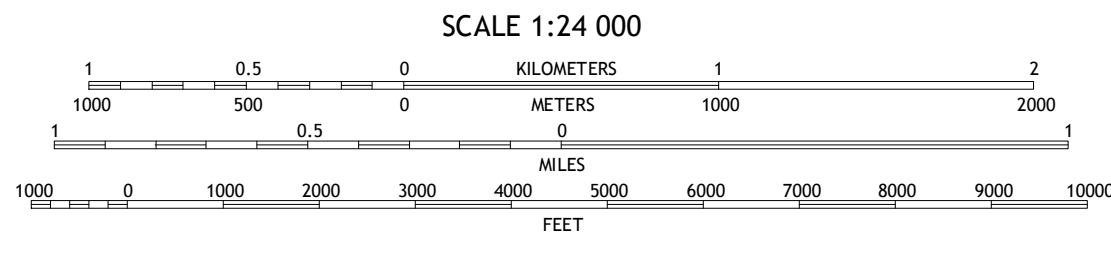 SCALE 1:24 000
1 0.5 0 KILOMETERS 1 2
1000 500 0 METERS 1000 2000
1 0.5 0 1
MILES
1000 0 1000 2000 3000 4000 5000 6000 7000 8000 9000 10000
FEET